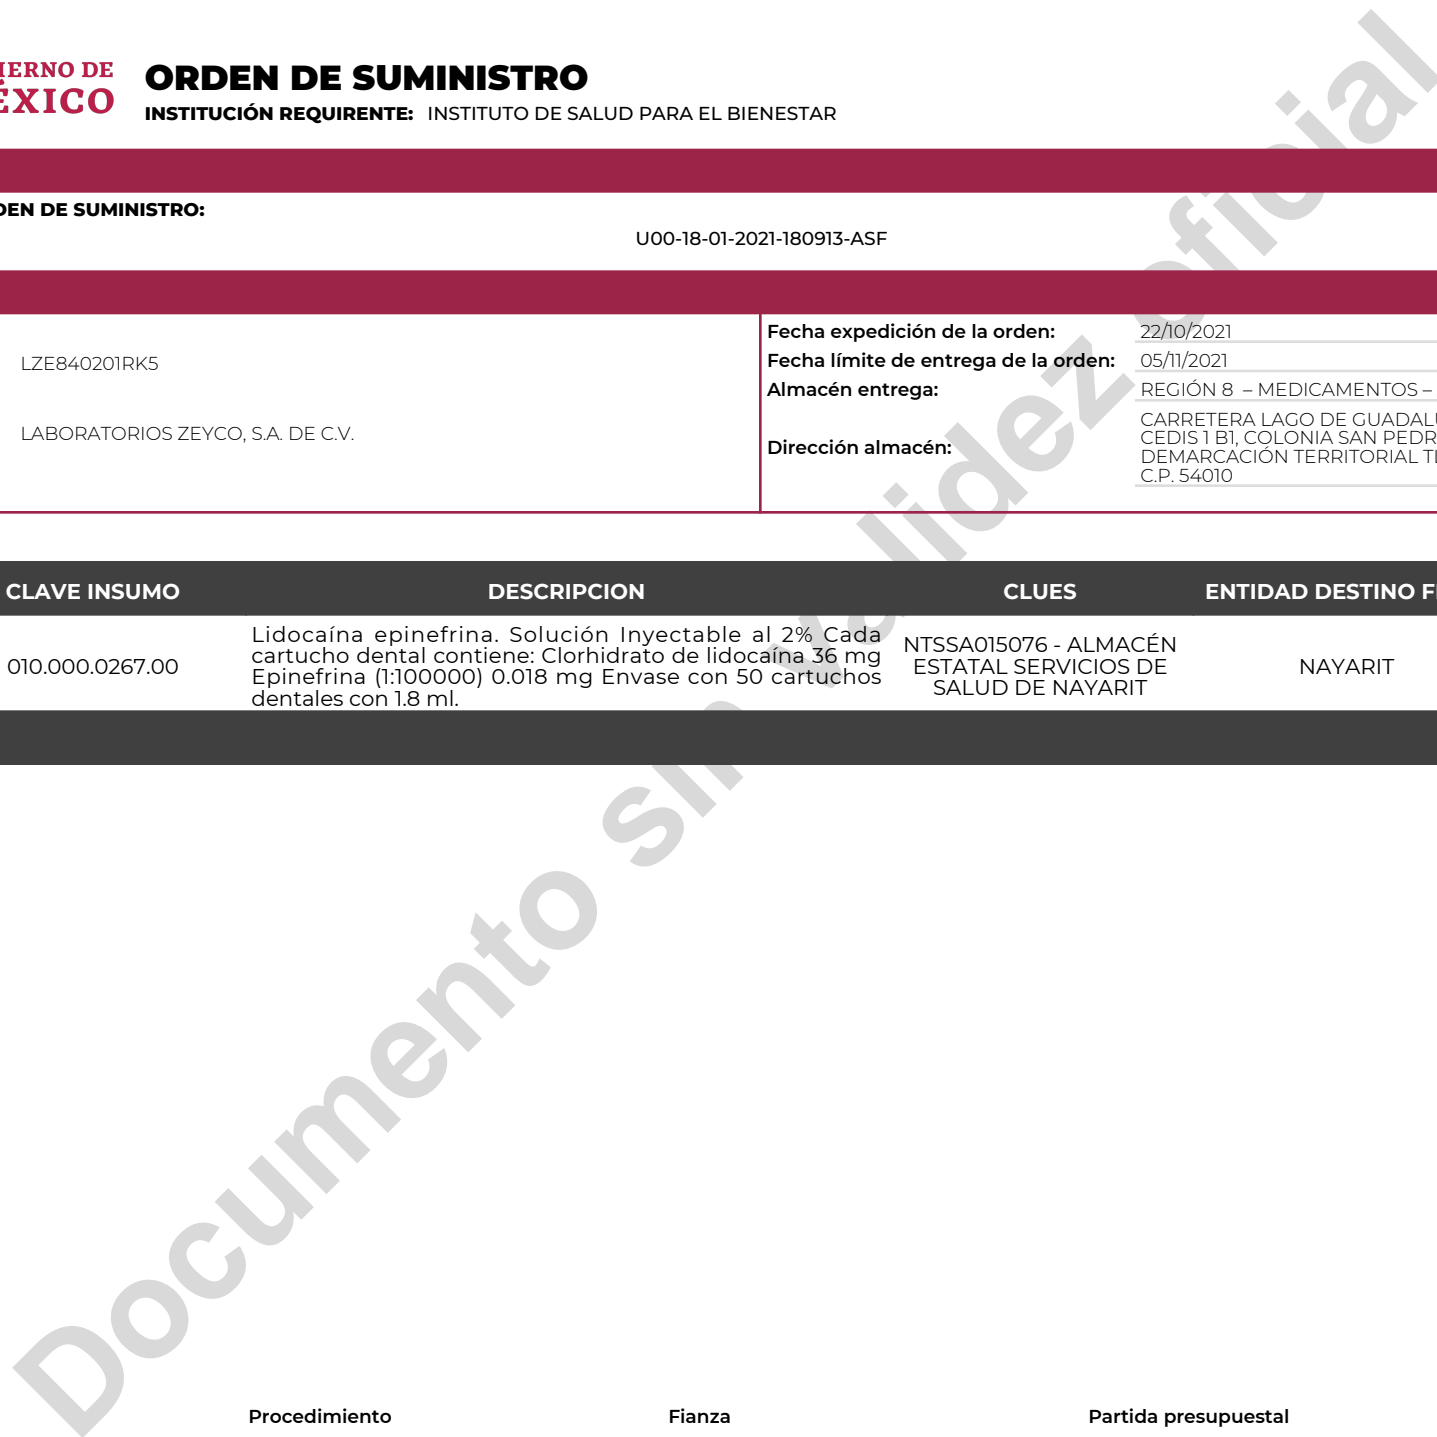 IERNO DE
ÉXICO
ORDEN DE SUMINISTRO
INSTITUCIÓN REQUIRENTE: INSTITUTO DE SALUD PARA EL BIENESTAR
DEN DE SUMINISTRO:
U00-18-01-2021-180913-ASF
LZE840201RK5
LABORATORIOS ZEYCO, S.A. DE C.V.
Fecha expedición de la orden: 22/10/2021
Fecha límite de entrega de la orden: 05/11/2021
Almacén entrega: REGIÓN 8 – MEDICAMENTOS –
Dirección almacén:
CARRETERA LAGO DE GUADALU
CEDIS 1 B1, COLONIA SAN PEDR
DEMARCACIÓN TERRITORIAL TL
C.P. 54010
CLAVE INSUMO DESCRIPCION CLUES ENTIDAD DESTINO FI
010.000.0267.00
Lidocaína epinefrina. Solución Inyectable al 2% Cada
cartucho dental contiene: Clorhidrato de lidocaína 36 mg
Epinefrina (1:100000) 0.018 mg Envase con 50 cartuchos
dentales con 1.8 ml.
NTSSA015076 - ALMACÉN
ESTATAL SERVICIOS DE
SALUD DE NAYARIT
NAYARIT
Documento sin validez oficial
Procedimiento Fianza Partida presupuestal